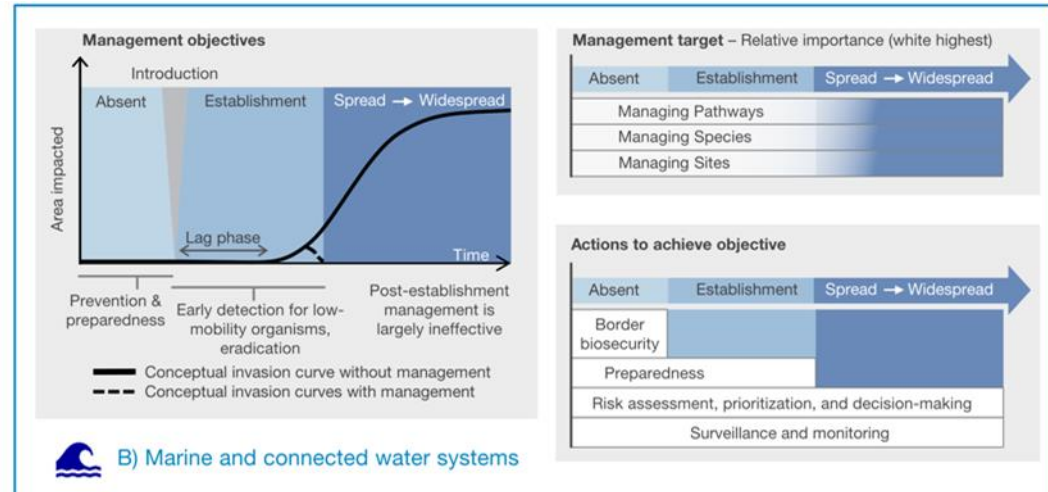 Management objectives
Introduction
Absent
Establishment
Spread → Widespread
Area impacted
Lag phase
Time
Prevention &
preparedness
Early detection for low-
mobility organisms,
eradication
Post-establishment
management is
largely ineffective
Conceptual invasion curve without management
Conceptual invasion curves with management
B) Marine and connected water systems
Management target – Relative importance (white highest)
Absent
Establishment
Spread → Widespread
Managing Pathways
Managing Species
Managing Sites
Actions to achieve objective
Absent
Establishment
Spread → Widespread
Border
biosecurity
Preparedness
Risk assessment, prioritization, and decision-making
Surveillance and monitoring